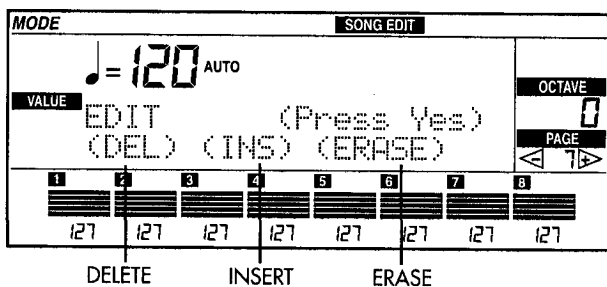 MODE SONG EDIT
♩=120 AUTO
OCTAVE
0
VALUE
EDIT (Press Yes)
(DEL) (INS) (ERASE)
PAGE
- 7 +
1 2 3 4 5 6 7 8
127 127 127 127 127 127 127 127
DELETE INSERT ERASE